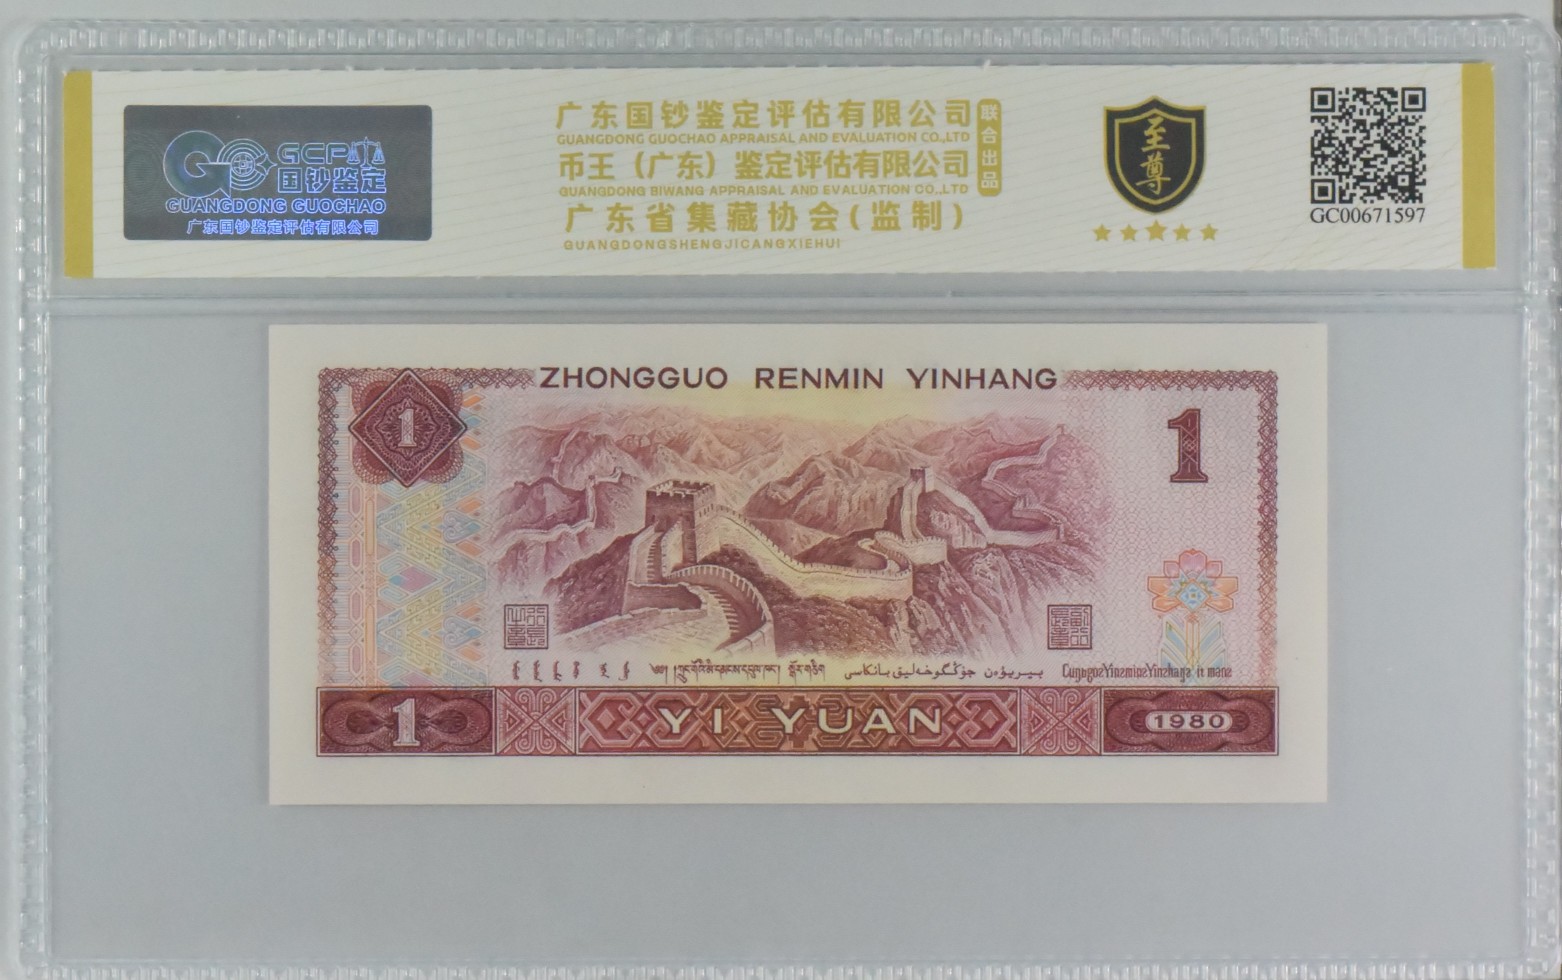 GCPA
国钞鉴定
GUANGDONG GUOCHAO
广东国钞鉴定评估有限公司
广东国钞鉴定评估有限公司
GUANGDONG GUOCHAO APPRAISAL AND EVALUATION CO.,LTD
币王（广东）鉴定评估有限公司
GUANGDONG BIWANG APPRAISAL AND EVALUATION CO.,LTD
联合出品
广东省集藏协会(监制)
GUANGDONGSHENGJICANGXIEHUI
至尊
GC00671597
ZHONGGUO RENMIN YINHANG
1
1
1 YI YUAN 1980